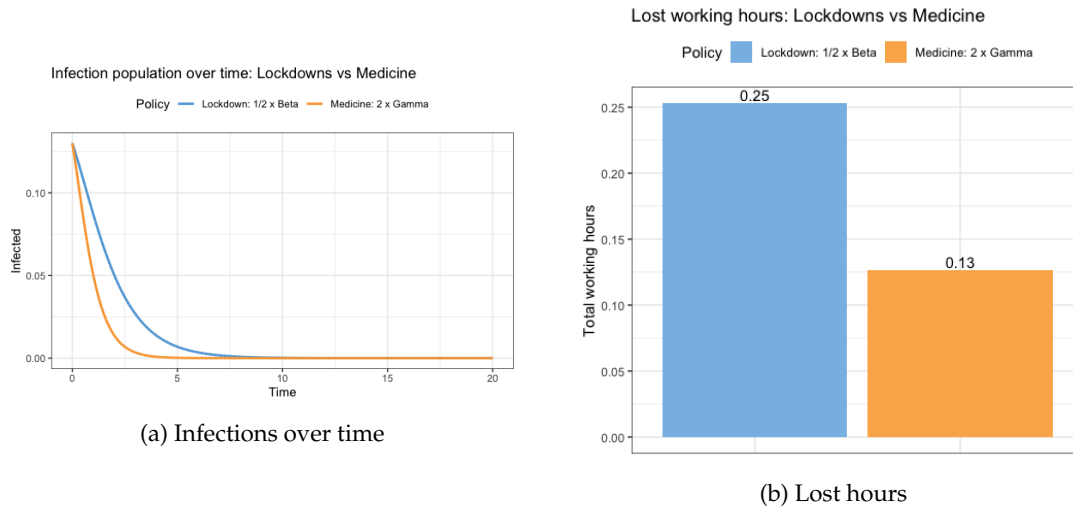 Infection population over time: Lockdowns vs Medicine
Policy Lockdown: 1/2 x Beta Medicine: 2 x Gamma
Infected
0.10
0.05
0.00
0 5 10 15 20
Time
(a) Infections over time
Lost working hours: Lockdowns vs Medicine
Policy Lockdown: 1/2 x Beta Medicine: 2 x Gamma
Total working hours
0.25
0.20
0.15
0.10
0.05
0.00
0.25
0.13
(b) Lost hours